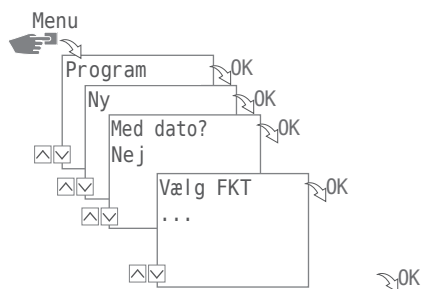 Menu
Program OK
Ny OK
Med dato? OK
Nej
Vælg FKT OK
...
OK